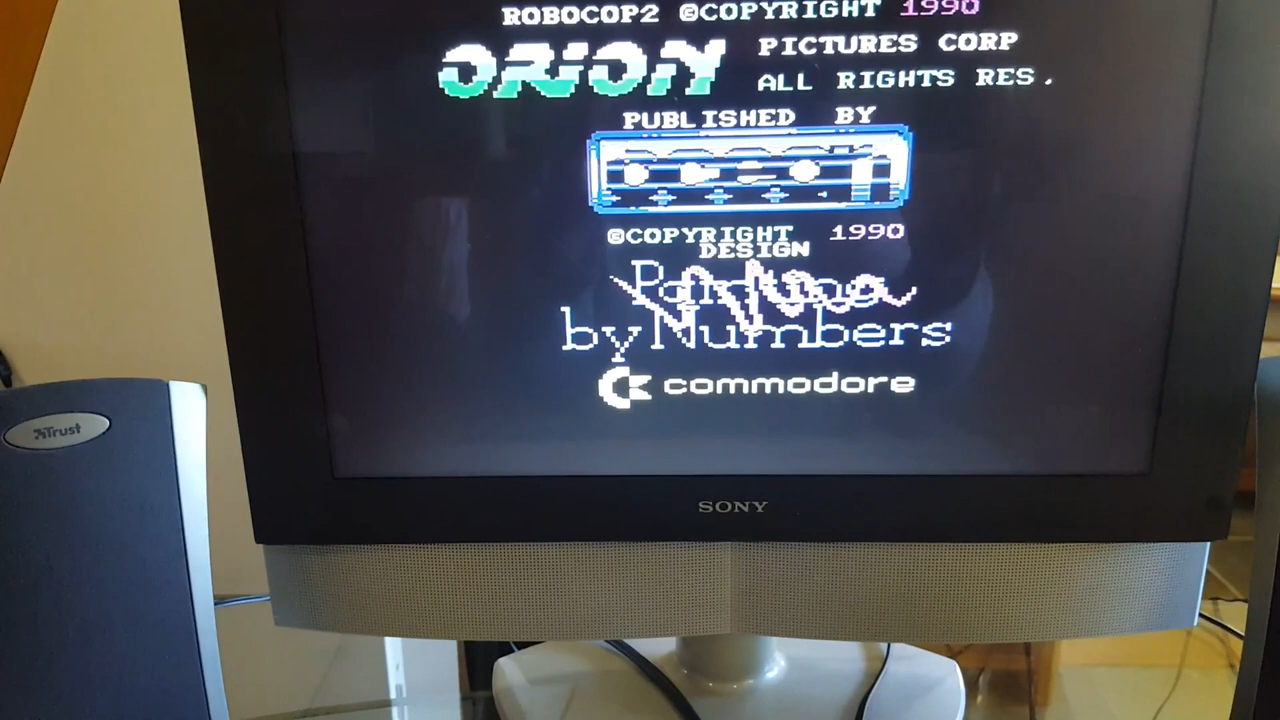 ROBOCOP2 ©COPYRIGHT 1990
ORION PICTURES CORP
ALL RIGHTS RES.
PUBLISHED BY
©COPYRIGHT 1990
DESIGN
Painting
by Numbers
commodore
SONY
Trust